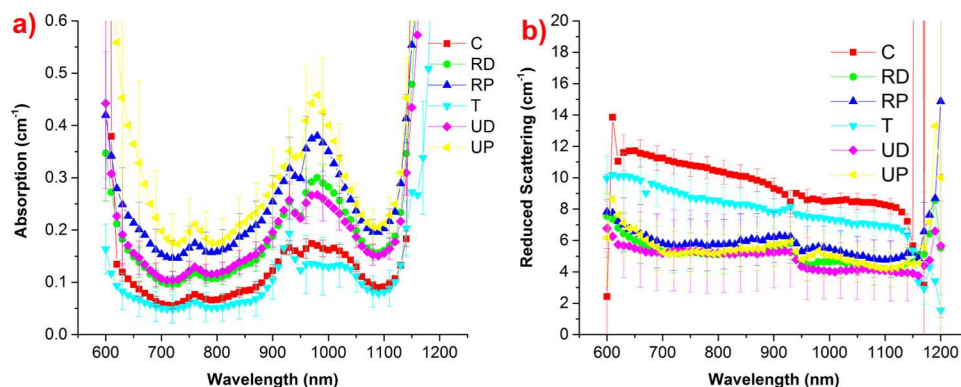 a)
0.6
0.5
0.4
0.3
0.2
0.1
0.0
Absorption (cm⁻¹)
600 700 800 900 1000 1100 1200
Wavelength (nm)
C
RD
RP
T
UD
UP
b)
20
18
16
14
12
10
8
6
4
2
0
Reduced Scattering (cm⁻¹)
600 700 800 900 1000 1100 1200
Wavelength (nm)
C
RD
RP
T
UD
UP